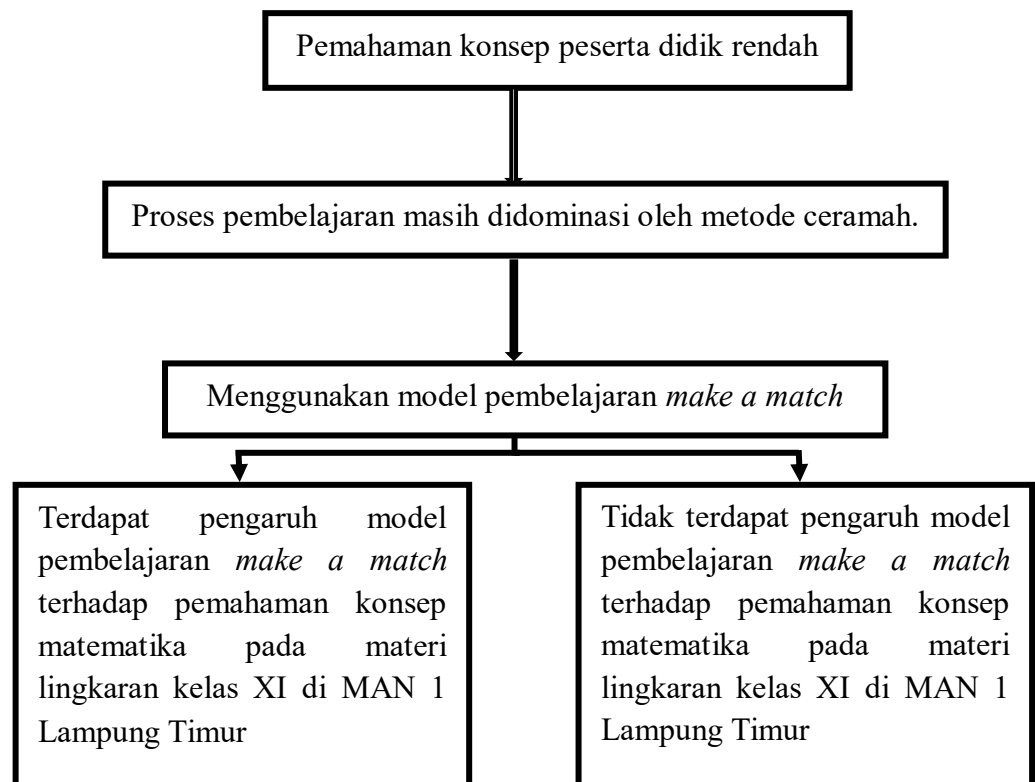 Pemahaman konsep peserta didik rendah
Proses pembelajaran masih didominasi oleh metode ceramah.
Menggunakan model pembelajaran make a match
Terdapat pengaruh model
pembelajaran make a match
terhadap pemahaman konsep
matematika pada materi
lingkaran kelas XI di MAN 1
Lampung Timur
Tidak terdapat pengaruh model
pembelajaran make a match
terhadap pemahaman konsep
matematika pada materi
lingkaran kelas XI di MAN 1
Lampung Timur